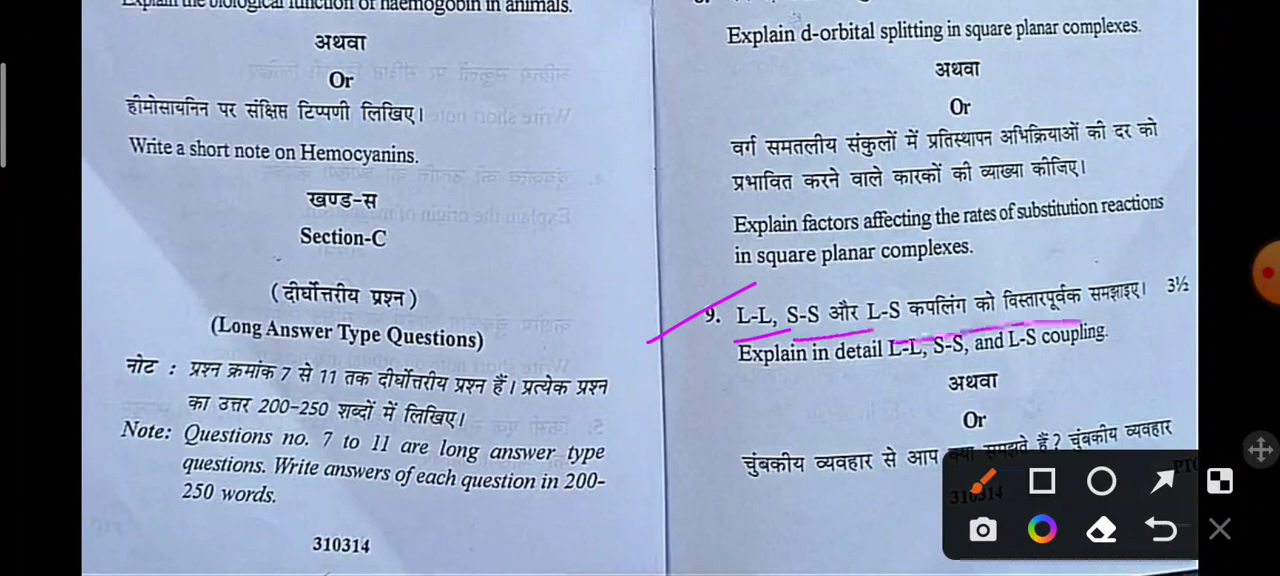 Explain the biological function of haemogobin in animals.
अथवा
Or
हीमोसायनिन पर संक्षिप्त टिप्पणी लिखिए।
Write a short note on Hemocyanins.
खण्ड-स
Section-C
(दीर्घोत्तरीय प्रश्न)
(Long Answer Type Questions)
नोट : प्रश्न क्रमांक 7 से 11 तक दीर्घोत्तरीय प्रश्न हैं। प्रत्येक प्रश्न
का उत्तर 200-250 शब्दों में लिखिए।
Note: Questions no. 7 to 11 are long answer type
questions. Write answers of each question in 200-
250 words.
310314
Explain d-orbital splitting in square planar complexes.
अथवा
Or
वर्ग समतलीय संकुलों में प्रतिस्थापन अभिक्रियाओं की दर को
प्रभावित करने वाले कारकों की व्याख्या कीजिए।
Explain factors affecting the rates of substitution reactions
in square planar complexes.
9. L-L, S-S और L-S कपलिंग को विस्तारपूर्वक समझाइए। 3½
Explain in detail L-L, S-S, and L-S coupling.
अथवा
Or
चुंबकीय व्यवहार से आप क्या समझते हैं? चुंबकीय व्यवहार
310314